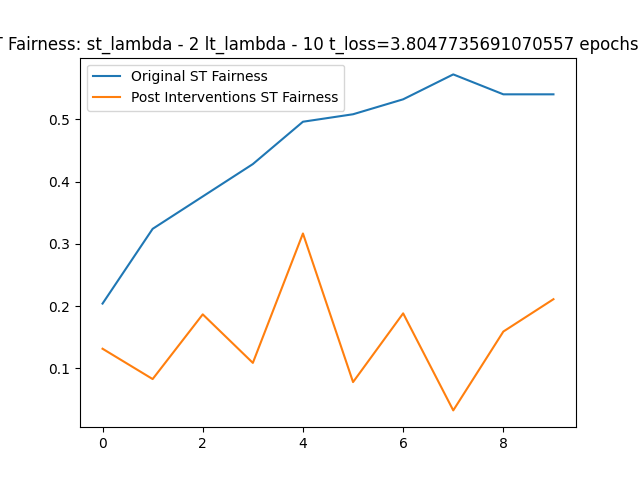 Fairness: st_lambda - 2 lt_lambda - 10 t_loss=3.8047735691070557 epochs
Original ST Fairness
Post Interventions ST Fairness
0.5
0.4
0.3
0.2
0.1
0 2 4 6 8